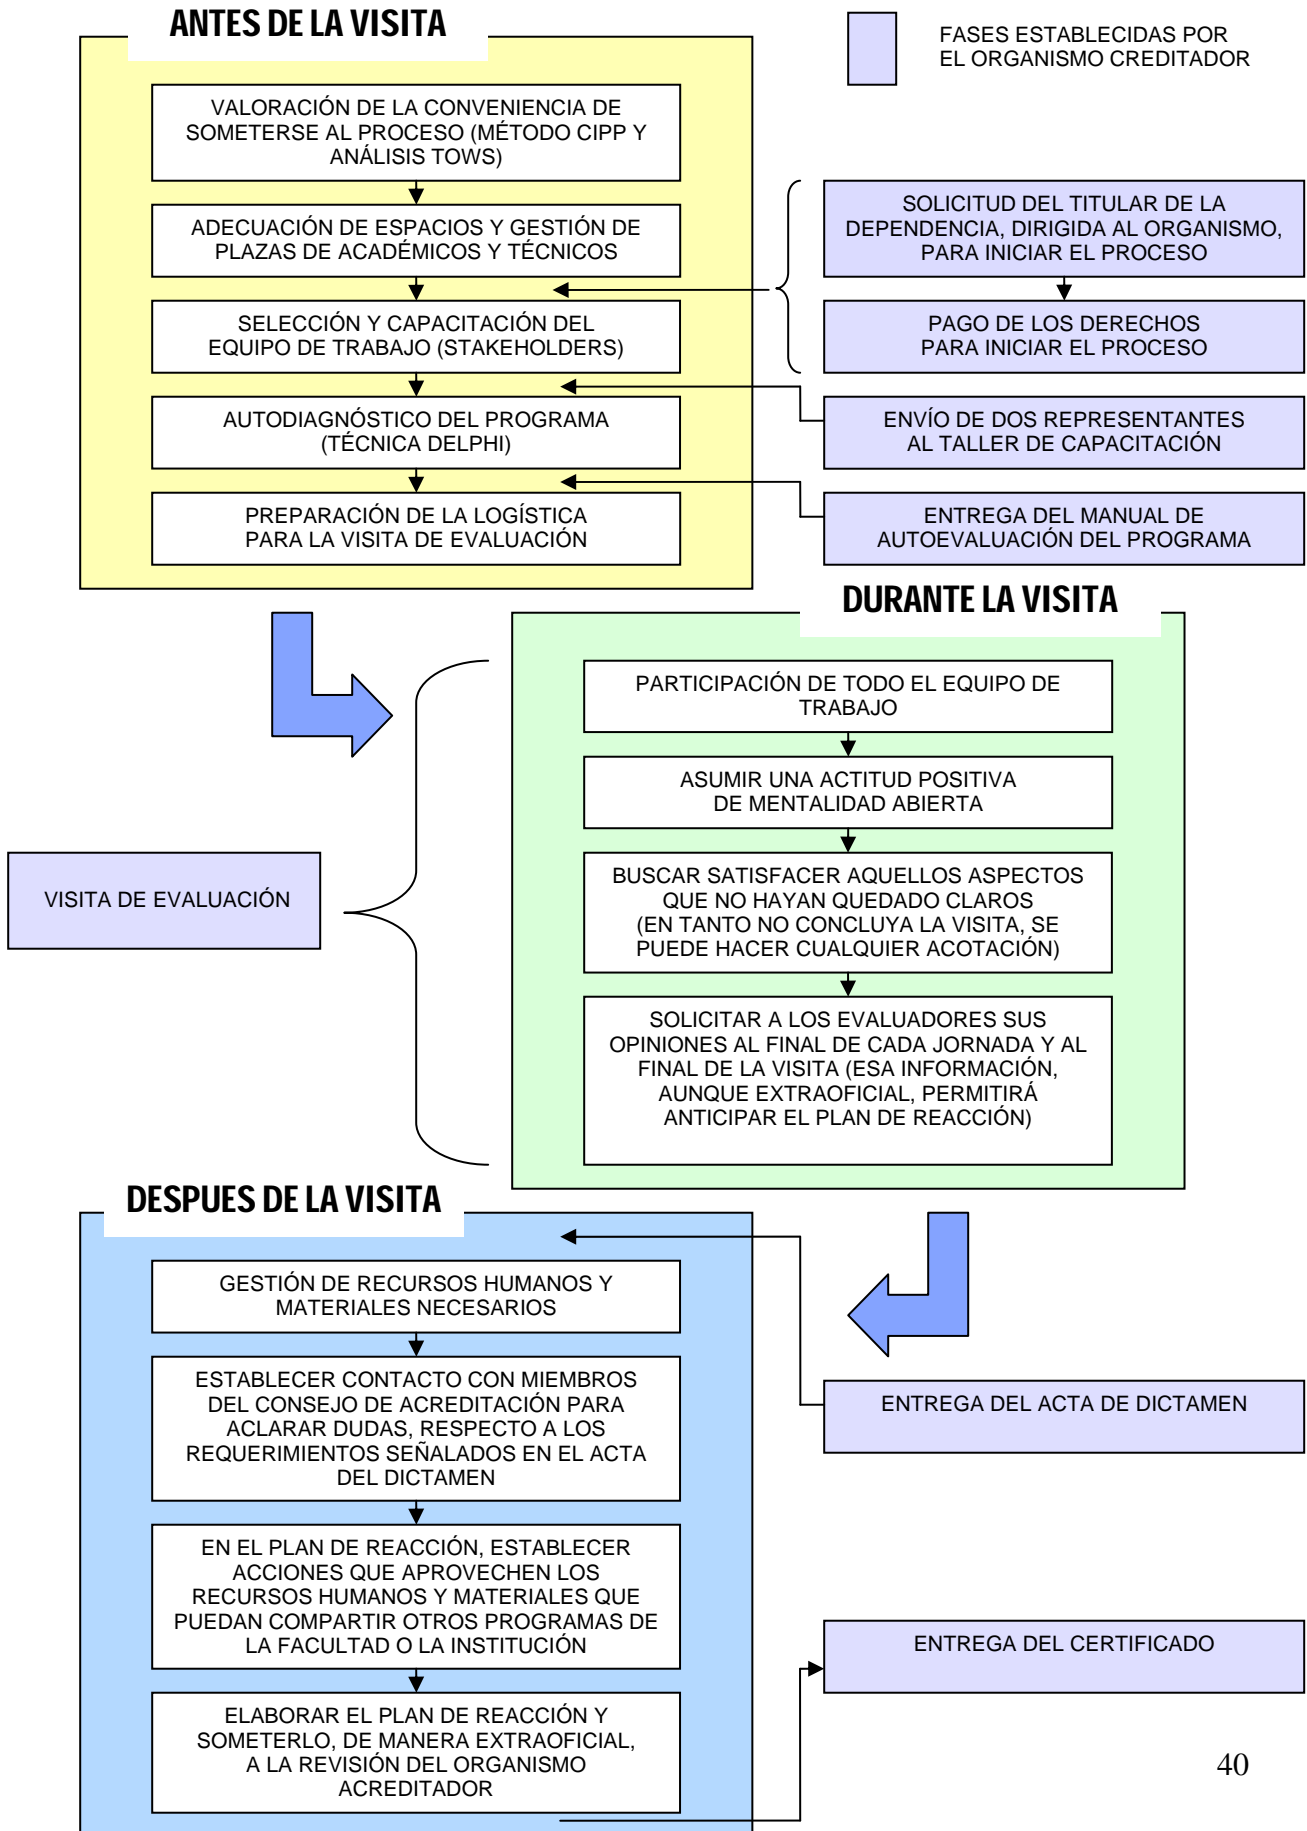 ANTES DE LA VISITA
FASES ESTABLECIDAS POR
EL ORGANISMO CREDITADOR
VALORACIÓN DE LA CONVENIENCIA DE
SOMETERSE AL PROCESO (MÉTODO CIPP Y
ANÁLISIS TOWS)
ADECUACIÓN DE ESPACIOS Y GESTIÓN DE
PLAZAS DE ACADÉMICOS Y TÉCNICOS
SELECCIÓN Y CAPACITACIÓN DEL
EQUIPO DE TRABAJO (STAKEHOLDERS)
AUTODIAGNÓSTICO DEL PROGRAMA
(TÉCNICA DELPHI)
PREPARACIÓN DE LA LOGÍSTICA
PARA LA VISITA DE EVALUACIÓN
SOLICITUD DEL TITULAR DE LA
DEPENDENCIA, DIRIGIDA AL ORGANISMO,
PARA INICIAR EL PROCESO
PAGO DE LOS DERECHOS
PARA INICIAR EL PROCESO
ENVÍO DE DOS REPRESENTANTES
AL TALLER DE CAPACITACIÓN
ENTREGA DEL MANUAL DE
AUTOEVALUACIÓN DEL PROGRAMA
DURANTE LA VISITA
PARTICIPACIÓN DE TODO EL EQUIPO DE
TRABAJO
ASUMIR UNA ACTITUD POSITIVA
DE MENTALIDAD ABIERTA
BUSCAR SATISFACER AQUELLOS ASPECTOS
QUE NO HAYAN QUEDADO CLAROS
(EN TANTO NO CONCLUYA LA VISITA, SE
PUEDE HACER CUALQUIER ACOTACIÓN)
SOLICITAR A LOS EVALUADORES SUS
OPINIONES AL FINAL DE CADA JORNADA Y AL
FINAL DE LA VISITA (ESA INFORMACIÓN,
AUNQUE EXTRAOFICIAL, PERMITIRÁ
ANTICIPAR EL PLAN DE REACCIÓN)
VISITA DE EVALUACIÓN
DESPUES DE LA VISITA
GESTIÓN DE RECURSOS HUMANOS Y
MATERIALES NECESARIOS
ESTABLECER CONTACTO CON MIEMBROS
DEL CONSEJO DE ACREDITACIÓN PARA
ACLARAR DUDAS, RESPECTO A LOS
REQUERIMIENTOS SEÑALADOS EN EL ACTA
DEL DICTAMEN
EN EL PLAN DE REACCIÓN, ESTABLECER
ACCIONES QUE APROVECHEN LOS
RECURSOS HUMANOS Y MATERIALES QUE
PUEDAN COMPARTIR OTROS PROGRAMAS DE
LA FACULTAD O LA INSTITUCIÓN
ELABORAR EL PLAN DE REACCIÓN Y
SOMETERLO, DE MANERA EXTRAOFICIAL,
A LA REVISIÓN DEL ORGANISMO
ACREDITADOR
ENTREGA DEL ACTA DE DICTAMEN
ENTREGA DEL CERTIFICADO
40